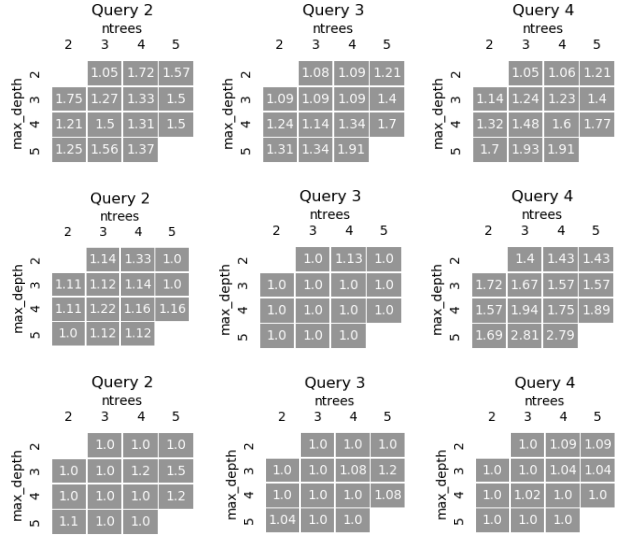 Query 2
ntrees
2 3 4 5
max_depth
2 1.05 1.72 1.57
3 1.75 1.27 1.33 1.5
4 1.21 1.5 1.31 1.5
5 1.25 1.56 1.37
Query 3
ntrees
2 3 4 5
max_depth
2 1.08 1.09 1.21
3 1.09 1.09 1.09 1.4
4 1.24 1.14 1.34 1.7
5 1.31 1.34 1.91
Query 4
ntrees
2 3 4 5
max_depth
2 1.05 1.06 1.21
3 1.14 1.24 1.23 1.4
4 1.32 1.48 1.6 1.77
5 1.7 1.93 1.91
Query 2
ntrees
2 3 4 5
max_depth
2 1.14 1.33 1.0
3 1.11 1.12 1.14 1.0
4 1.11 1.22 1.16 1.16
5 1.0 1.12 1.12
Query 3
ntrees
2 3 4 5
max_depth
2 1.0 1.13 1.0
3 1.0 1.0 1.0 1.0
4 1.0 1.0 1.0 1.0
5 1.0 1.0 1.0
Query 4
ntrees
2 3 4 5
max_depth
2 1.4 1.43 1.43
3 1.72 1.67 1.57 1.57
4 1.57 1.94 1.75 1.89
5 1.69 2.81 2.79
Query 2
ntrees
2 3 4 5
max_depth
2 1.0 1.0 1.0
3 1.0 1.0 1.2 1.5
4 1.0 1.0 1.0 1.2
5 1.1 1.0 1.0
Query 3
ntrees
2 3 4 5
max_depth
2 1.0 1.0 1.0
3 1.0 1.0 1.08 1.2
4 1.0 1.0 1.0 1.08
5 1.04 1.0 1.0
Query 4
ntrees
2 3 4 5
max_depth
2 1.0 1.09 1.09
3 1.0 1.0 1.04 1.04
4 1.0 1.02 1.0 1.0
5 1.0 1.0 1.0